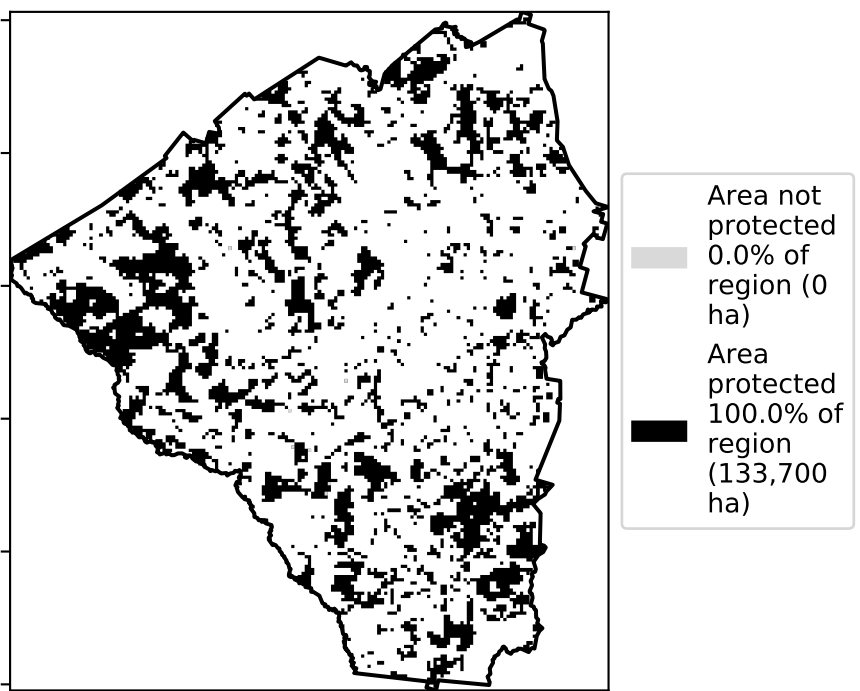 Area not
protected
0.0% of
region (0
ha)
Area
protected
100.0% of
region
(133,700
ha)